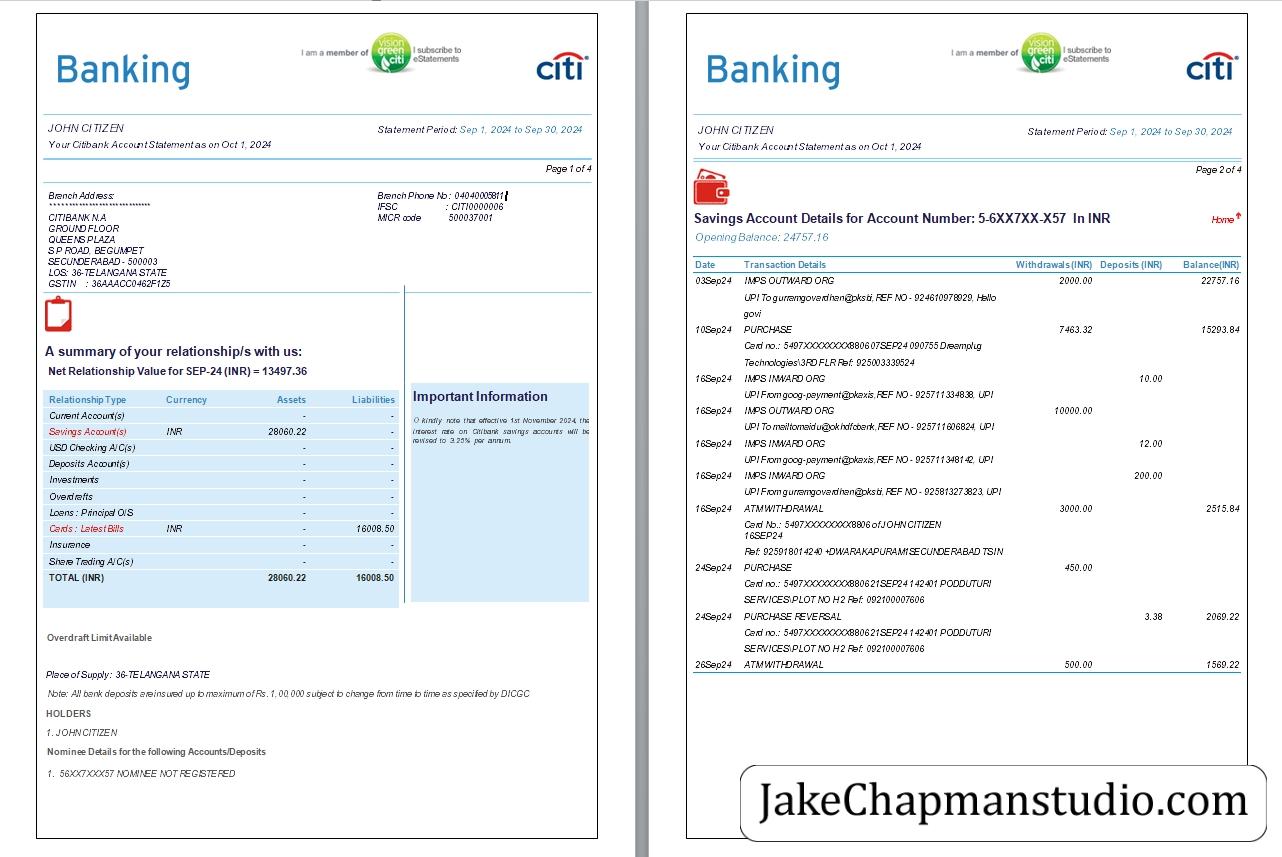 Banking
I am a member of vision green citi I subscribe to eStatements
citi
JOHN CITIZEN
Statement Period: Sep 1, 2024 to Sep 30, 2024
Your Citibank Account Statement as on Oct 1, 2024
Page 1 of 4
Branch Address:
****************************
CITIBANK N.A
GROUND FLOOR
QUEENS PLAZA
S P ROAD, BEGUMPET
SECUNDERABAD - 500003
LOS: 36-TELANGANA STATE
GSTIN : 36AAACC0462F1Z5
Branch Phone No : 04040005811
IFSC : CITI0000006
MICR code 500037001
A summary of your relationship/s with us:
Net Relationship Value for SEP-24 (INR) = 13497.36
Relationship Type Currency Assets Liabilities
Current Account(s) - -
Savings Account(s) INR 28060.22 -
USD Checking A/C(s) - -
Deposits Account(s) - -
Investments - -
Overdrafts - -
Loans : Principal O/S - -
Cards : Latest Bills INR - 16008.50
Insurance - -
Share Trading A/C(s) - -
TOTAL (INR) 28060.22 16008.50
Important Information
O kindly note that effective 1st November 2024, the
interest rate on Citibank savings accounts will be
revised to 3.25% per annum.
Overdraft Limit Available
Place of Supply : 36-TELANGANA STATE
Note: All bank deposits are insured up to maximum of Rs. 1,00,000 subject to change from time to time as specified by DICGC
HOLDERS
1. JOHN CITIZEN
Nominee Details for the following Accounts/Deposits
1. 56XX7XXX57 NOMINEE NOT REGISTERED
Banking
I am a member of vision green citi I subscribe to eStatements
citi
JOHN CITIZEN
Statement Period: Sep 1, 2024 to Sep 30, 2024
Your Citibank Account Statement as on Oct 1, 2024
Page 2 of 4
Savings Account Details for Account Number: 5-6XX7XX-X57 In INR
Home
Opening Balance: 24757.16
Date Transaction Details Withdrawals (INR) Deposits (INR) Balance(INR)
03Sep24 IMPS OUTWARD ORG 2000.00 22757.16
UPI To gurramgovardhan@pksbi, REF NO - 924610978929, Hallo
govi
10Sep24 PURCHASE 7463.32 15293.84
Card no.: 5497XXXXXXXX880607SEP24 090755 Dreamplug
Technologies\3RD FLR Ref: 925003339524
16Sep24 IMPS INWARD ORG 10.00
UPI From goog-payment@pkaxis, REF NO - 925711334838, UPI
16Sep24 IMPS OUTWARD ORG 10000.00
UPI To mailtomaidu@okhdfcbank, REF NO - 925711606824, UPI
16Sep24 IMPS INWARD ORG 12.00
UPI From goog-payment@pkaxis, REF NO - 925711348142, UPI
16Sep24 IMPS INWARD ORG 200.00
UPI From gurramgovardhan@pksbi, REF NO - 925813273823, UPI
16Sep24 ATM WITHDRAWAL 3000.00 2515.84
Card No.: 5497XXXXXXXX8806 of JOHN CITIZEN
16SEP24
Ref: 925918014240 +DWARAKAPURAM1SECUNDERABAD TSIN
24Sep24 PURCHASE 450.00
Card no.: 5497XXXXXXXX880621SEP24 142401 PODDUTURI
SERVICES\PLOT NO H2 Ref: 092100007606
24Sep24 PURCHASE REVERSAL 3.38 2069.22
Card no.: 5497XXXXXXXX880621SEP24 142401 PODDUTURI
SERVICES\PLOT NO H2 Ref: 092100007606
26Sep24 ATM WITHDRAWAL 500.00 1569.22
JakeChapmanstudio.com